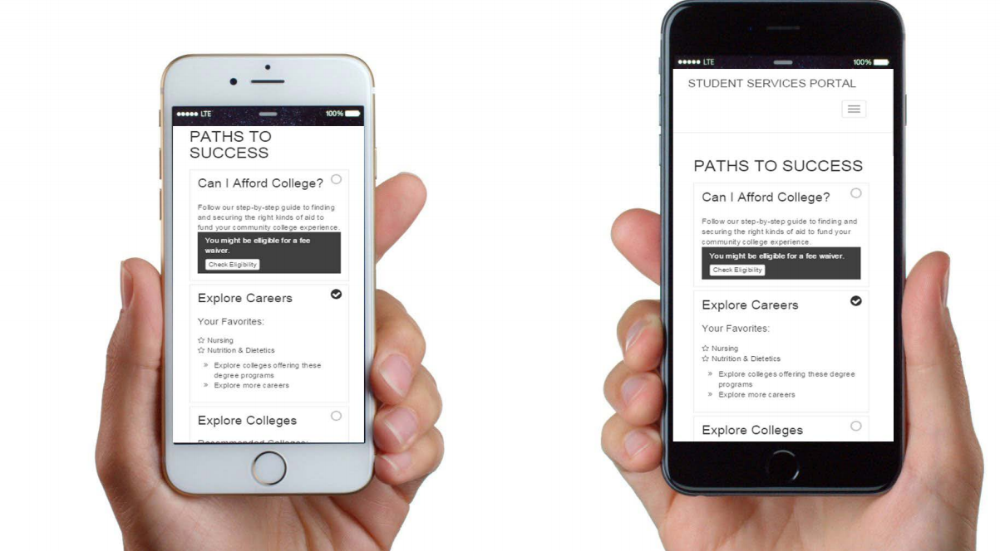 LTE
100%
PATHS TO
SUCCESS
Can I Afford College?
Follow our step-by-step guide to finding
and securing the right kinds of aid to
fund your community college experience.
You might be elligible for a fee
waiver.
Check Eligibility
Explore Careers
Your Favorites:
Nursing
Nutrition & Dietetics
» Explore colleges offering these
degree programs
» Explore more careers
Explore Colleges
Recommended Colleges:
LTE
100%
STUDENT SERVICES PORTAL
PATHS TO SUCCESS
Can I Afford College?
Follow our step-by-step guide to finding and
securing the right kinds of aid to fund your
community college experience.
You might be elligible for a fee waiver.
Check Eligibility
Explore Careers
Your Favorites:
Nursing
Nutrition & Dietetics
» Explore colleges offering these degree
programs
» Explore more careers
Explore Colleges